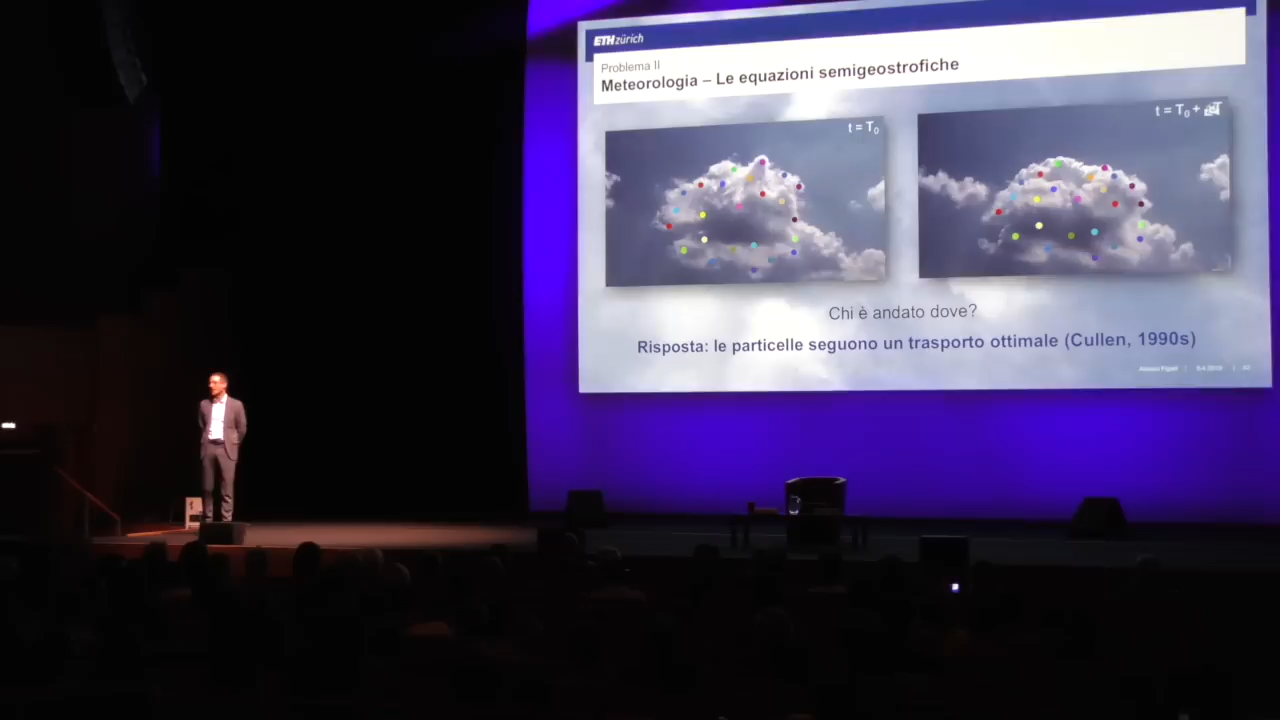 ETH zürich
Problema II
Meteorologia – Le equazioni semigeostrofiche
t = T₀
t = T₀ +
Chi è andato dove?
Risposta: le particelle seguono un trasporto ottimale (Cullen, 1990s)